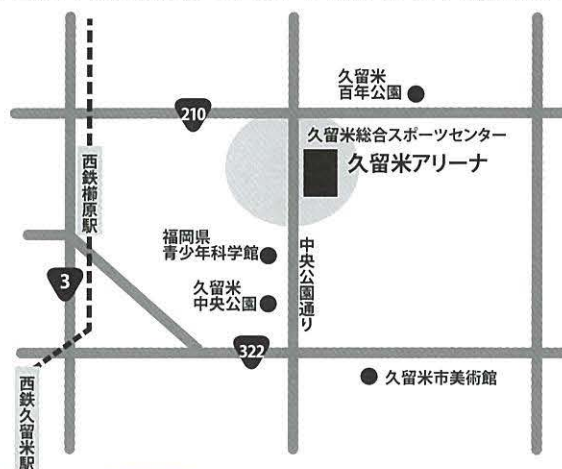 久留米
百年公園
210
久留米総合スポーツセンター
久留米アリーナ
西鉄櫛原駅
福岡県
青少年科学館
中央公園通り
3
久留米
中央公園
322
久留米市美術館
西鉄久留米駅